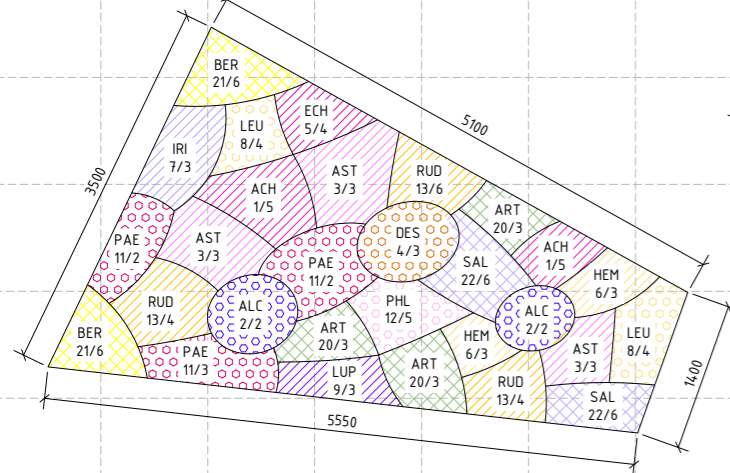 BER
21/6
ECH
5/4
LEU
8/4
5100
IRI
7/3
AST
3/3
RUD
13/6
3500
ACH
1/5
ART
20/3
PAE
11/2
AST
3/3
DES
4/3
ACH
1/5
PAE
11/2
SAL
22/6
HEM
6/3
RUD
13/4
ALC
2/2
PHL
12/5
ALC
2/2
BER
21/6
ART
20/3
HEM
6/3
LEU
8/4
PAE
11/3
AST
3/3
LUP
9/3
ART
20/3
RUD
13/4
1400
SAL
22/6
5550